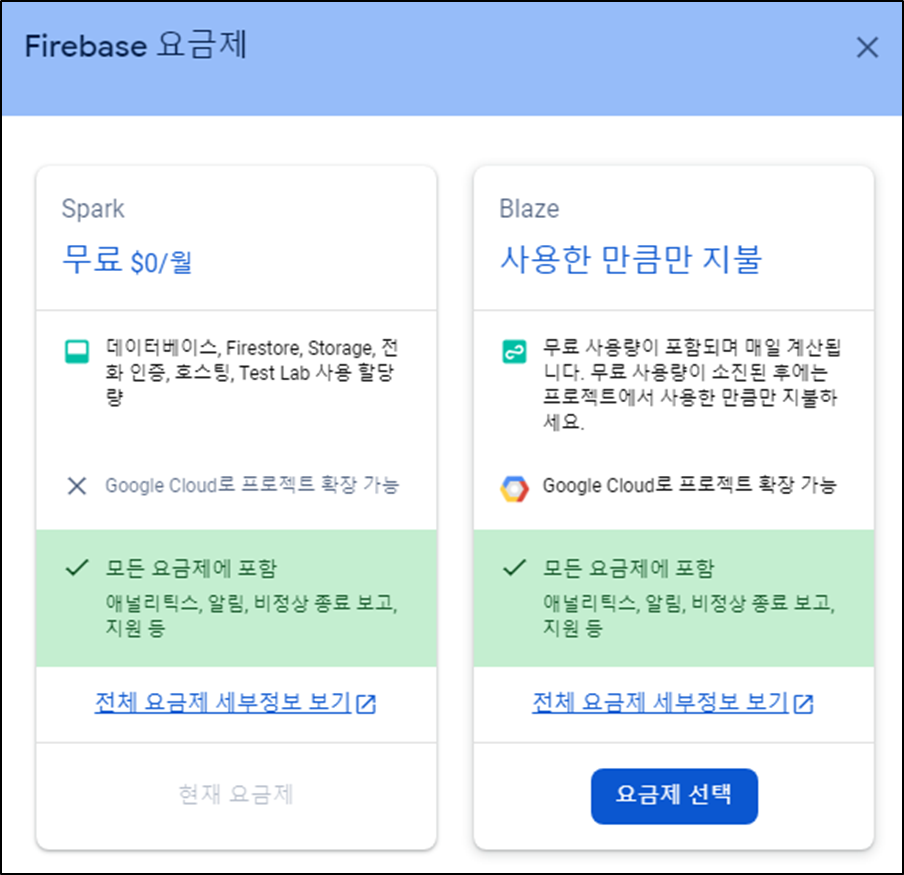 Firebase 요금제
Spark
무료 $0/월
데이터베이스, Firestore, Storage, 전
화 인증, 호스팅, Test Lab 사용 할당
량
Google Cloud로 프로젝트 확장 가능
모든 요금제에 포함
애널리틱스, 알림, 비정상 종료 보고,
지원 등
전체 요금제 세부정보 보기
현재 요금제
Blaze
사용한 만큼만 지불
무료 사용량이 포함되며 매일 계산됩
니다. 무료 사용량이 소진된 후에는
프로젝트에서 사용한 만큼만 지불하
세요.
Google Cloud로 프로젝트 확장 가능
모든 요금제에 포함
애널리틱스, 알림, 비정상 종료 보고,
지원 등
전체 요금제 세부정보 보기
요금제 선택